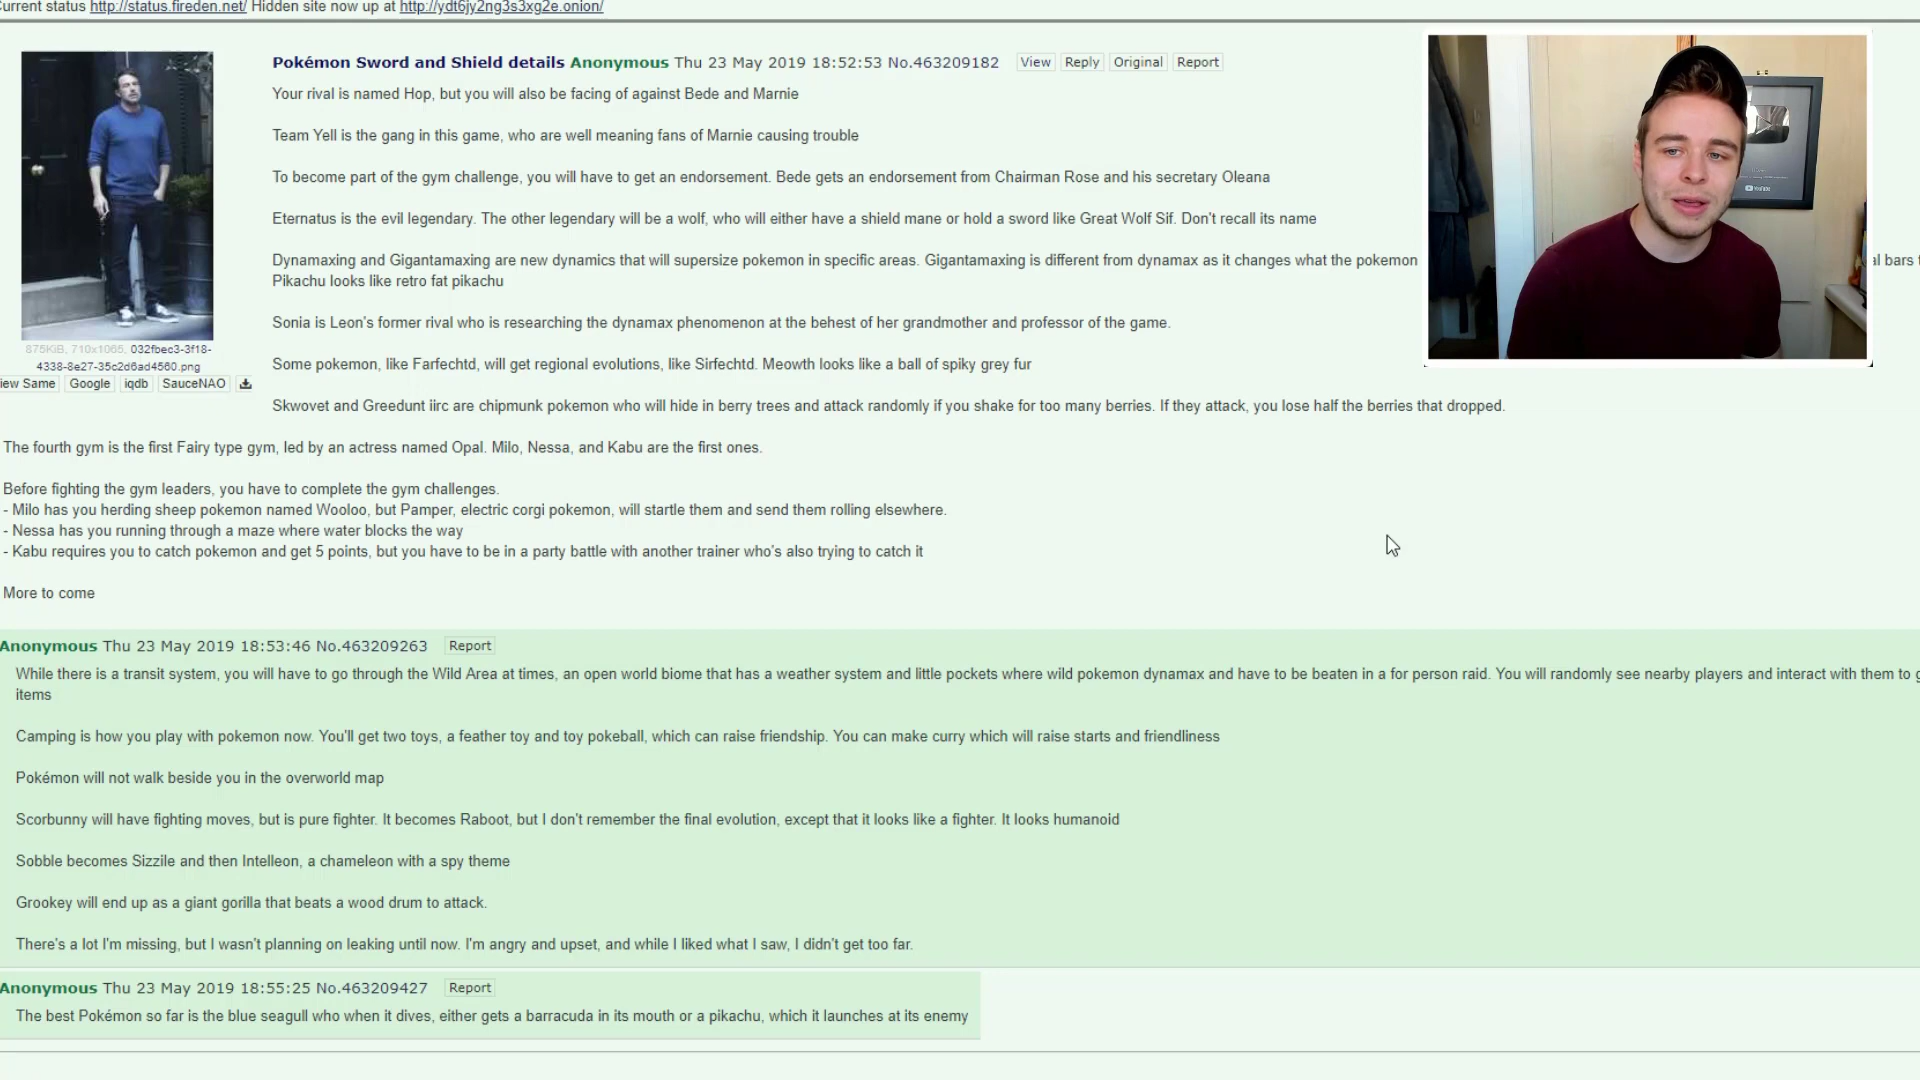 Current status http://status.fireden.net/ Hidden site now up at http://ydt6jy2ng3s3xg2e.onion/
Pokémon Sword and Shield details Anonymous Thu 23 May 2019 18:52:53 No.463209182 View Reply Original Report
Your rival is named Hop, but you will also be facing of against Bede and Marnie
Team Yell is the gang in this game, who are well meaning fans of Marnie causing trouble
To become part of the gym challenge, you will have to get an endorsement. Bede gets an endorsement from Chairman Rose and his secretary Oleana
Eternatus is the evil legendary. The other legendary will be a wolf, who will either have a shield mane or hold a sword like Great Wolf Sif. Don't recall its name
Dynamaxing and Gigantamaxing are new dynamics that will supersize pokemon in specific areas. Gigantamaxing is different from dynamax as it changes what the pokemon al bars
Pikachu looks like retro fat pikachu
Sonia is Leon's former rival who is researching the dynamax phenomenon at the behest of her grandmother and professor of the game.
875KiB, 710x1065, 032fbec3-3f18-
4338-8e27-35c2d6ad4560.png
iew Same Google iqdb SauceNAO
Some pokemon, like Farfechtd, will get regional evolutions, like Sirfechtd. Meowth looks like a ball of spiky grey fur
Skwovet and Greedunt iirc are chipmunk pokemon who will hide in berry trees and attack randomly if you shake for too many berries. If they attack, you lose half the berries that dropped.
The fourth gym is the first Fairy type gym, led by an actress named Opal. Milo, Nessa, and Kabu are the first ones.
Before fighting the gym leaders, you have to complete the gym challenges.
- Milo has you herding sheep pokemon named Wooloo, but Pamper, electric corgi pokemon, will startle them and send them rolling elsewhere.
- Nessa has you running through a maze where water blocks the way
- Kabu requires you to catch pokemon and get 5 points, but you have to be in a party battle with another trainer who's also trying to catch it
More to come
Anonymous Thu 23 May 2019 18:53:46 No.463209263 Report
While there is a transit system, you will have to go through the Wild Area at times, an open world biome that has a weather system and little pockets where wild pokemon dynamax and have to be beaten in a for person raid. You will randomly see nearby players and interact with them to g
items
Camping is how you play with pokemon now. You'll get two toys, a feather toy and toy pokeball, which can raise friendship. You can make curry which will raise starts and friendliness
Pokémon will not walk beside you in the overworld map
Scorbunny will have fighting moves, but is pure fighter. It becomes Raboot, but I don't remember the final evolution, except that it looks like a fighter. It looks humanoid
Sobble becomes Sizzile and then Intelleon, a chameleon with a spy theme
Grookey will end up as a giant gorilla that beats a wood drum to attack.
There's a lot I'm missing, but I wasn't planning on leaking until now. I'm angry and upset, and while I liked what I saw, I didn't get too far.
Anonymous Thu 23 May 2019 18:55:25 No.463209427 Report
The best Pokémon so far is the blue seagull who when it dives, either gets a barracuda in its mouth or a pikachu, which it launches at its enemy
YouTube